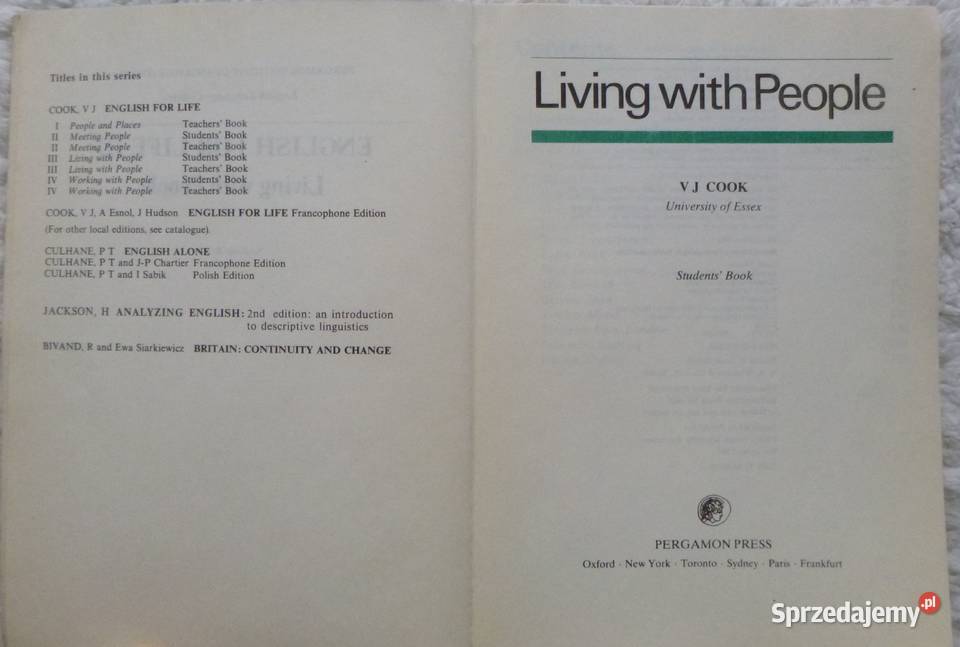 Titles in this series
COOK, V J ENGLISH FOR LIFE
I People and Places Teachers' Book
II Meeting People Students' Book
II Meeting People Teachers' Book
III Living with People Students' Book
III Living with People Teachers' Book
IV Working with People Students' Book
IV Working with People Teachers' Book
COOK, V J, A Esnol, J Hudson ENGLISH FOR LIFE Francophone Edition
(For other local editions, see catalogue).
CULHANE, P T ENGLISH ALONE
CULHANE, P T and J-P Chartier Francophone Edition
CULHANE, P T and I Sabik Polish Edition
JACKSON, H ANALYZING ENGLISH: 2nd edition: an introduction
to descriptive linguistics
BIVAND, R and Ewa Siarkiewicz BRITAIN: CONTINUITY AND CHANGE
Living with People
V J COOK
University of Essex
Students' Book
PERGAMON PRESS
Oxford · New York · Toronto · Sydney · Paris · Frankfurt
Sprzedajemy.pl